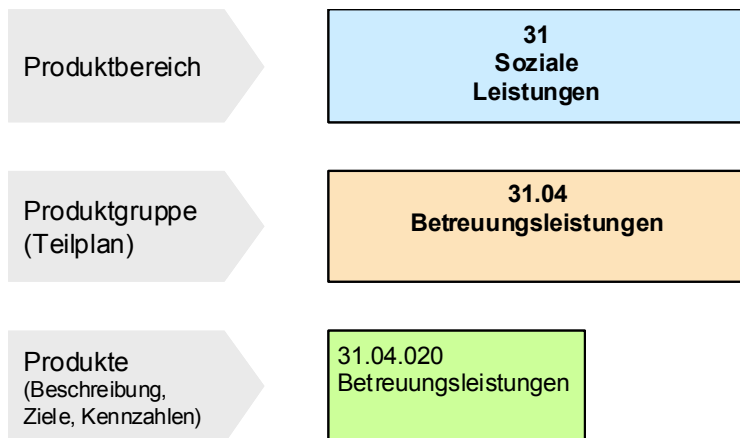 Produktbereich
31
Soziale
Leistungen
Produktgruppe
(Teilplan)
31.04
Betreuungsleistungen
Produkte
(Beschreibung,
Ziele, Kennzahlen)
31.04.020
Betreuungsleistungen